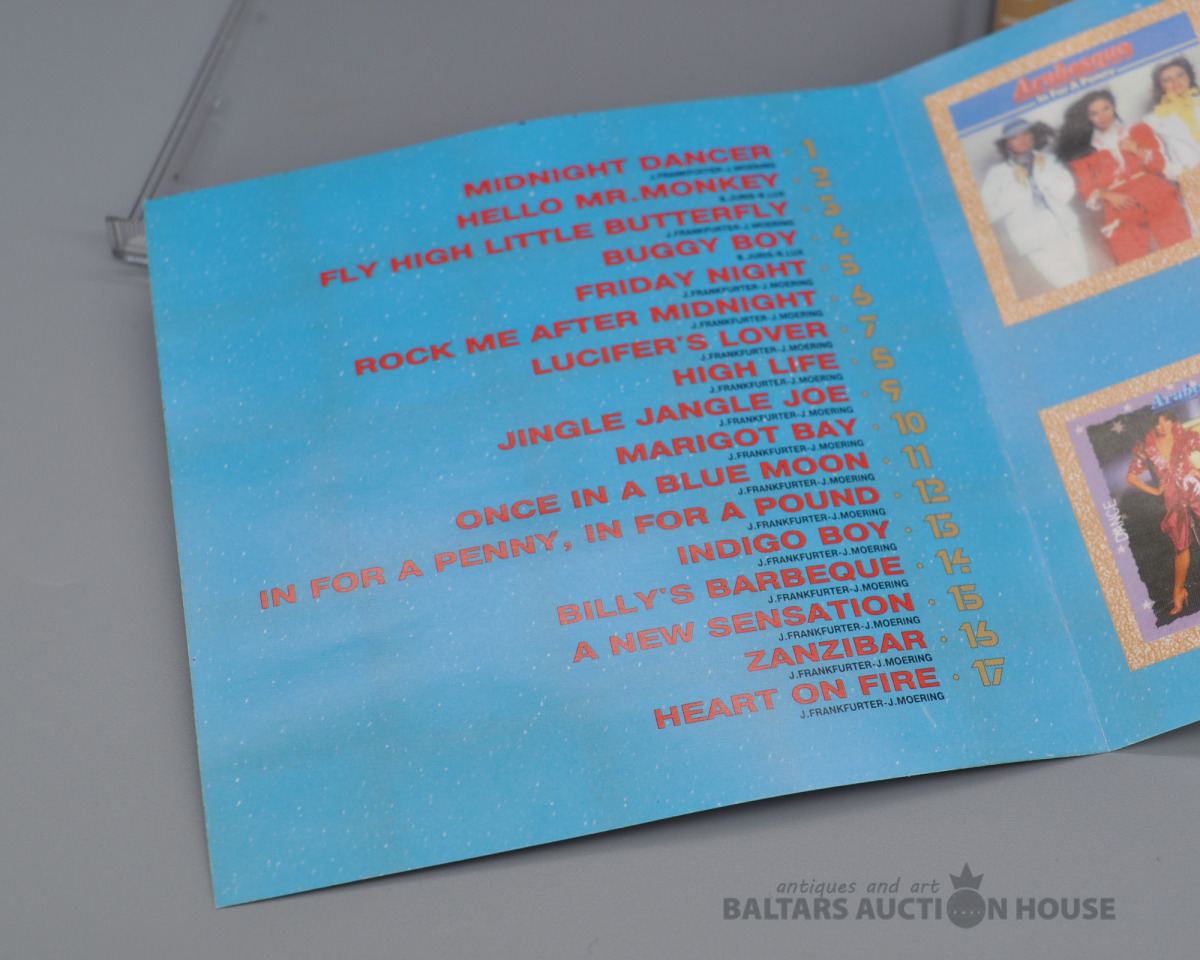 MIDNIGHT DANCER · 1
J.FRANKFURTER-J.MOERING
HELLO MR.MONKEY · 2
FLY HIGH LITTLE BUTTERFLY · 3
J.FRANKFURTER-J.MOERING
BUGGY BOY · 4
FRIDAY NIGHT · 5
J.FRANKFURTER-J.MOERING
ROCK ME AFTER MIDNIGHT · 6
J.FRANKFURTER-J.MOERING
LUCIFER'S LOVER · 7
J.FRANKFURTER-J.MOERING
HIGH LIFE · 8
J.FRANKFURTER-J.MOERING
JINGLE JANGLE JOE · 9
J.FRANKFURTER-J.MOERING
MARIGOT BAY · 10
J.FRANKFURTER-J.MOERING
ONCE IN A BLUE MOON · 11
J.FRANKFURTER-J.MOERING
IN FOR A PENNY, IN FOR A POUND · 12
J.FRANKFURTER-J.MOERING
INDIGO BOY · 13
J.FRANKFURTER-J.MOERING
BILLY'S BARBEQUE · 14
J.FRANKFURTER-J.MOERING
A NEW SENSATION · 15
J.FRANKFURTER-J.MOERING
ZANZIBAR · 16
J.FRANKFURTER-J.MOERING
HEART ON FIRE · 17
J.FRANKFURTER-J.MOERING
Arabesque
In For A Penny
DANCE
antiques and art
BALTARS AUCTION HOUSE